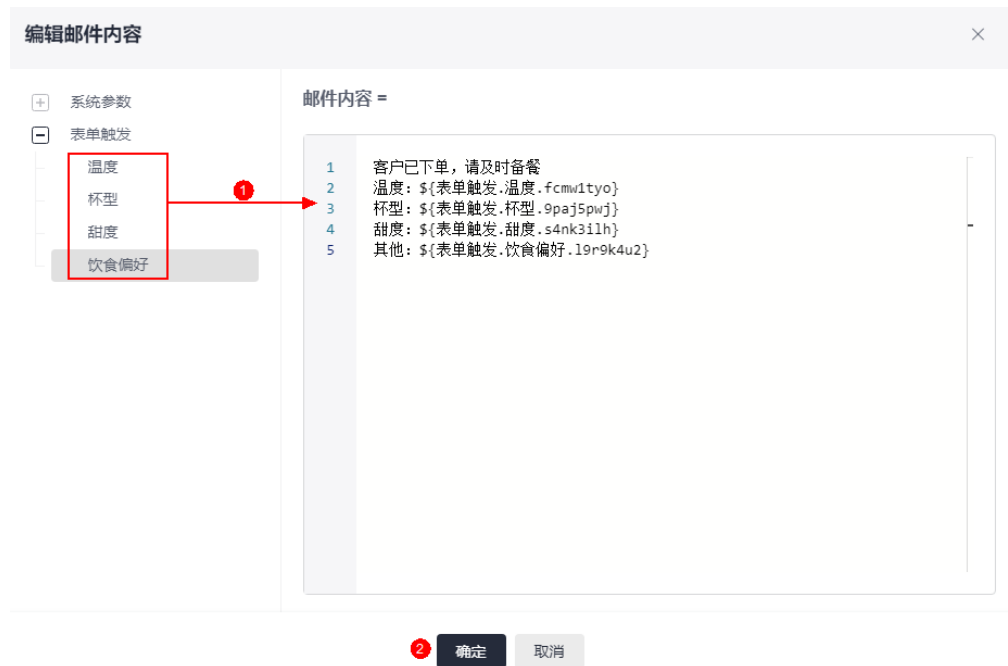 编辑邮件内容
系统参数
表单触发
温度
杯型
甜度
饮食偏好
1
邮件内容 =
1 客户已下单，请及时备餐
2 温度：${表单触发.温度.fcmw1tyo}
3 杯型：${表单触发.杯型.9paj5pwj}
4 甜度：${表单触发.甜度.s4nk3ilh}
5 其他：${表单触发.饮食偏好.l9r9k4u2}
2 确定 取消